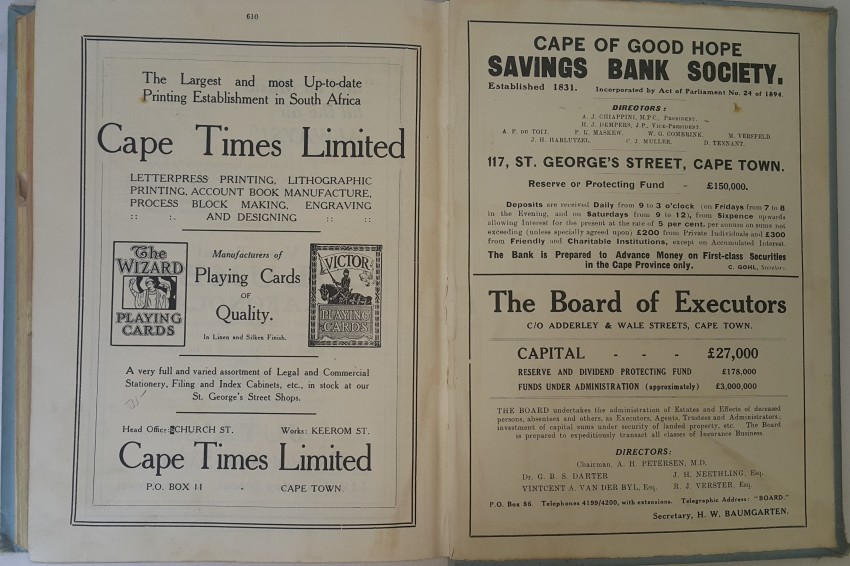 610
The Largest and most Up-to-date
Printing Establishment in South Africa
Cape Times Limited
LETTERPRESS PRINTING, LITHOGRAPHIC
PRINTING, ACCOUNT BOOK MANUFACTURE,
PROCESS BLOCK MAKING, ENGRAVING
:: :. AND DESIGNING :: ::
The
WIZARD
PLAYING
CARDS
Manufacturers of
Playing Cards
OF
Quality.
In Linen and Silken Finish.
VICTOR
PLAYING
CARDS
A very full and varied assortment of Legal and Commercial
Stationery, Filing and Index Cabinets, etc., in stock at our
St. George's Street Shops.
Head Office: CHURCH ST. Works: KEEROM ST.
Cape Times Limited
P.O. BOX 11 - CAPE TOWN.
CAPE OF GOOD HOPE
SAVINGS BANK SOCIETY.
Established 1831. Incorporated by Act of Parliament No. 24 of 1894.
DIRECTORS:
A. J. CHIAPPINI, M.P.C., PRESIDENT.
H. J. DEMPERS, J.P., VICE-PRESIDENT.
A. F. DU TOIT. P. K. MASKEW. W. G. COMBRINK. M. VERSFELD.
J. H. HABLUTZEL. C. J. MULLER. D. TENNANT.
117, ST. GEORGE'S STREET, CAPE TOWN.
Reserve or Protecting Fund - £150,000.
Deposits are received Daily from 9 to 3 o'clock (on Fridays from 7 to 8
in the Evening, and on Saturdays from 9 to 12), from Sixpence upwards
allowing Interest for the present at the rate of 5 per cent. per annum on sums not
exceeding (unless specially agreed upon) £200 from Private Individuals and £300
from Friendly and Charitable Institutions, except on Accumulated Interest.
The Bank is Prepared to Advance Money on First-class Securities
in the Cape Province only.
C. GOHL, Secretary.
The Board of Executors
C/O ADDERLEY & WALE STREETS, CAPE TOWN.
CAPITAL - - - £27,000
RESERVE AND DIVIDEND PROTECTING FUND £178,000
FUNDS UNDER ADMINISTRATION (approximately) £3,000,000
THE BOARD undertakes the administration of Estates and Effects of deceased
persons, absentees and others, as Executors, Agents, Trustees and Administrators;
investment of capital sums under security of landed property, etc. The Board
is prepared to expeditiously transact all classes of Insurance Business.
DIRECTORS:
Chairman, A. H. PETERSEN, M.D.
Dr. G. B. S. DARTER J. H. NEETHLING, Esq.
VINTCENT A. VAN DER BYL, Esq. R. J. VERSTER, Esq.
P.O. Box 86. Telephones 4199/4200, with extensions. Telegraphic Address: "BOARD."
Secretary, H. W. BAUMGARTEN.